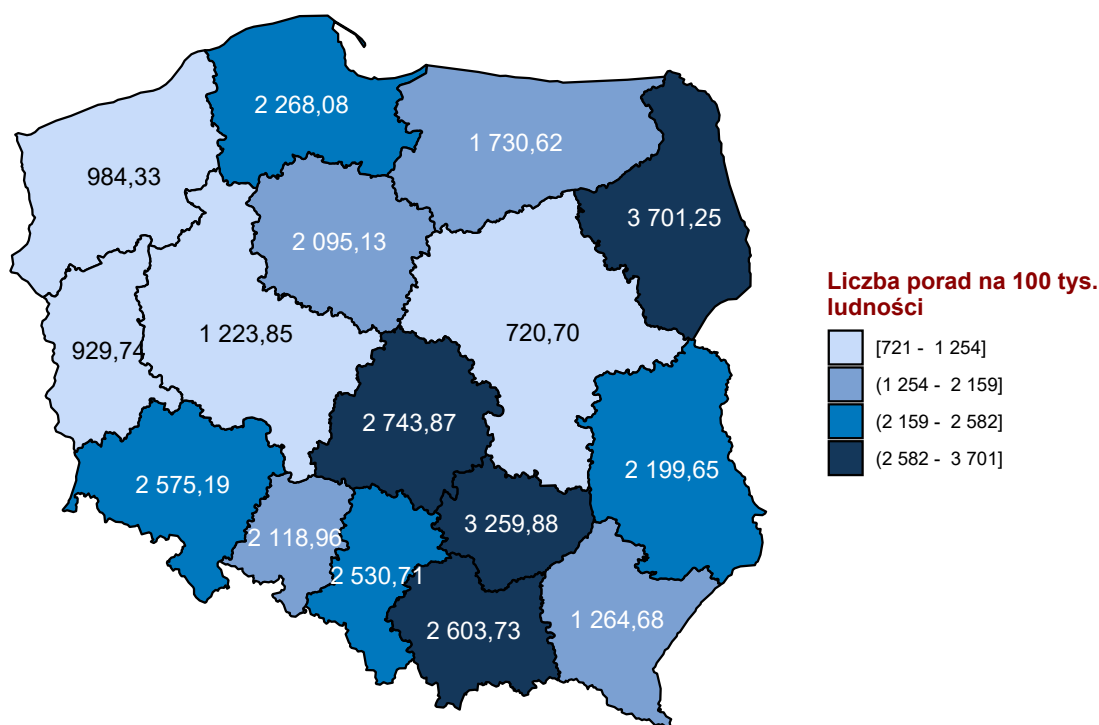 2 268,08
1 730,62
984,33
3 701,25
2 095,13
Liczba porad na 100 tys.
ludności
1 223,85
720,70
929,74
[721 - 1 254]
(1 254 - 2 159]
(2 159 - 2 582]
(2 582 - 3 701]
2 743,87
2 199,65
2 575,19
3 259,88
2 118,96
2 530,71
2 603,73
1 264,68